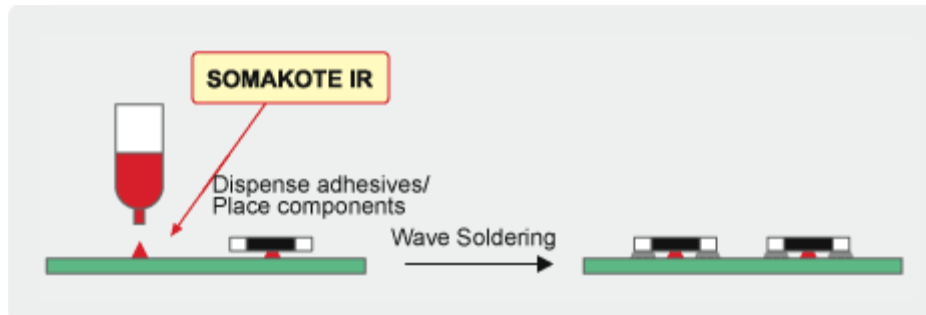 SOMAKOTE IR
Dispense adhesives/
Place components
Wave Soldering